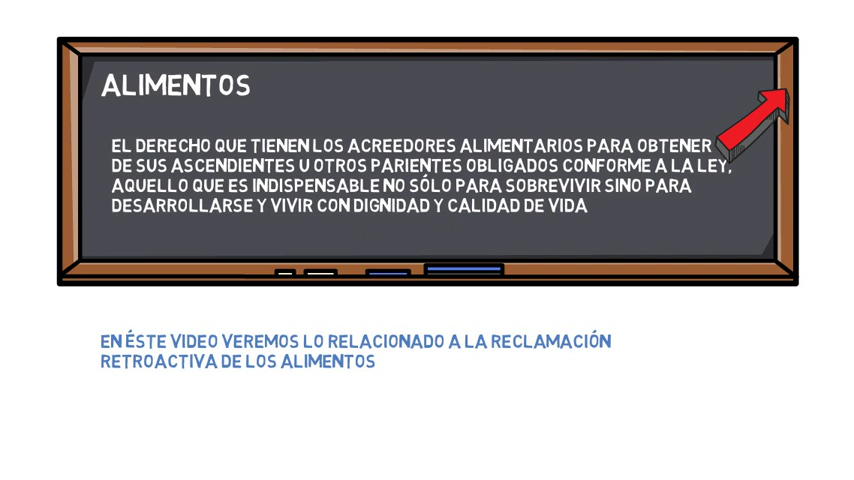 ALIMENTOS
EL DERECHO QUE TIENEN LOS ACREEDORES ALIMENTARIOS PARA OBTENER
DE SUS ASCENDIENTES U OTROS PARIENTES OBLIGADOS CONFORME A LA LEY,
AQUELLO QUE ES INDISPENSABLE NO SÓLO PARA SOBREVIVIR SINO PARA
DESARROLLARSE Y VIVIR CON DIGNIDAD Y CALIDAD DE VIDA
EN ÉSTE VIDEO VEREMOS LO RELACIONADO A LA RECLAMACIÓN
RETROACTIVA DE LOS ALIMENTOS